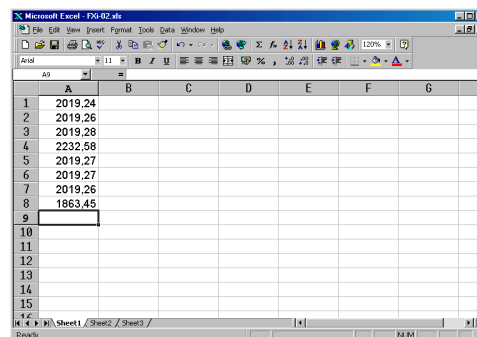 Microsoft Excel - FXi-02.xls
File Edit View Insert Format Tools Data Window Help
120%
Arial 11 B I U
A9 =
A B C D E F G
1 2019,24
2 2019,26
3 2019,28
4 2232,58
5 2019,27
6 2019,27
7 2019,26
8 1863,45
9
10
11
12
13
14
15
16
Sheet1 / Sheet2 / Sheet3 /
Ready NUM